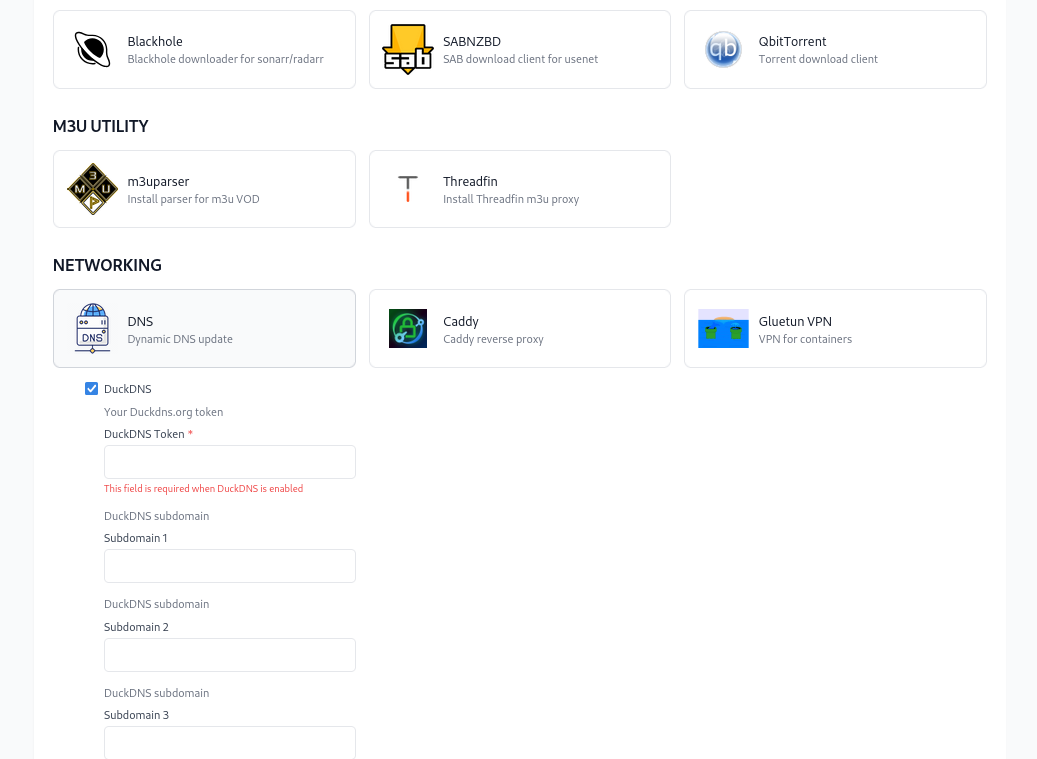 Blackhole
Blackhole downloader for sonarr/radarr
sab
SABNZBD
SAB download client for usenet
qb
QbitTorrent
Torrent download client
M3U UTILITY
3
M U
P
m3uparser
Install parser for m3u VOD
Threadfin
Install Threadfin m3u proxy
NETWORKING
DNS
DNS
Dynamic DNS update
Caddy
Caddy reverse proxy
Gluetun VPN
VPN for containers
DuckDNS
Your Duckdns.org token
DuckDNS Token *
This field is required when DuckDNS is enabled
DuckDNS subdomain
Subdomain 1
DuckDNS subdomain
Subdomain 2
DuckDNS subdomain
Subdomain 3